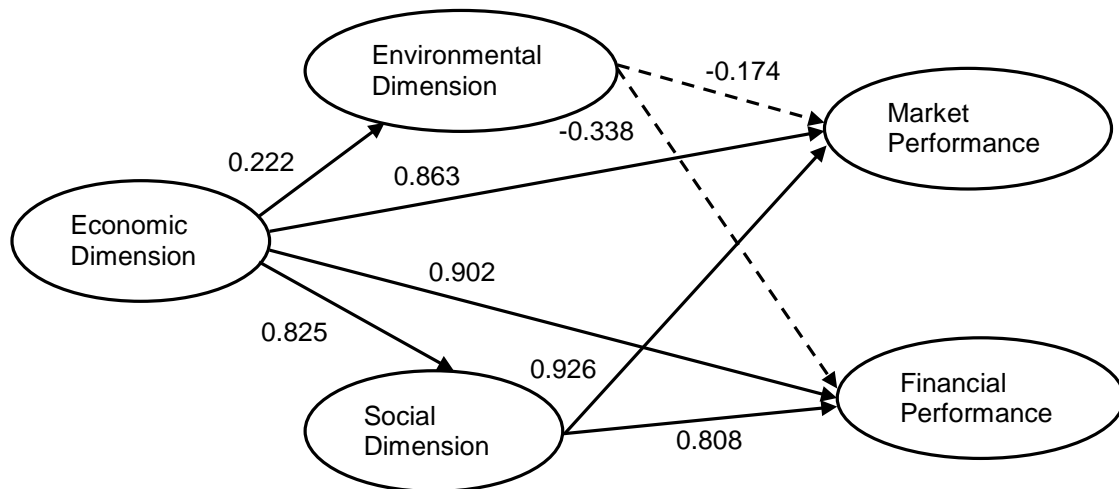 Environmental
Dimension
-0.174
Market
Performance
-0.338
0.222
0.863
Economic
Dimension
0.902
0.825
0.926
Financial
Performance
Social
Dimension
0.808